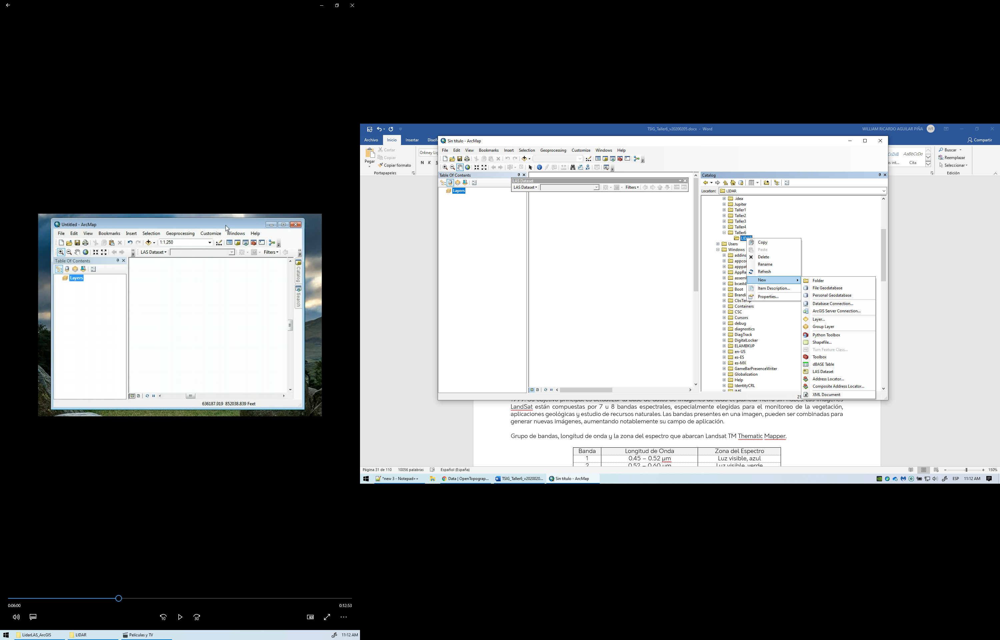 Untitled - ArcMap
File Edit View Bookmarks Insert Selection Geoprocessing Customize Windows Help
1:1,250
LAS Dataset Filters
Table Of Contents
Layers
Catalog
Search
636187.919 852038.839 Feet
0:06:00 0:12:53
10 30
LidarLAS_ArcGIS LIDAR Películas y TV 11:12 AM
TSIG_Taller6_v20200205.docx - Word WILLIAM RICARDO AGUILAR PIÑA WR
Archivo Inicio Insertar Diseñ Compartir
Pegar
Cortar
Copiar
Copiar formato
Portapapeles
Orkney Lig
N K S
AaBbCcDa
is int... Cita
Buscar
Reemplazar
Seleccionar
Edición
Sin título - ArcMap
File Edit View Bookmarks Insert Selection Geoprocessing Customize Windows Help
Table Of Contents
Layers
LAS Dataset
LAS Dataset Filters
Catalog
Location: LIDAR
.idea
Jupiter
Taller1
Taller2
Taller3
Taller4
Taller6
LIDAR
Users
Windows
addins
appcor
apppat
AppRe
assem
bcastd
Boot
Brandi
CbsTemp
Containers
CSC
Cursors
debug
diagnostics
DiagTrack
DigitalLocker
ELAMBKUP
en-US
es-ES
es-MX
GameBarPresenceWriter
Globalization
Help
IdentityCRL
IME
Copy
Paste
Delete
Rename
Refresh
New
Item Description...
Properties...
Folder
File Geodatabase
Personal Geodatabase
Database Connection...
ArcGIS Server Connection...
Layer...
Group Layer
Python Toolbox
Shapefile...
Turn Feature Class...
Toolbox
dBASE Table
LAS Dataset
Address Locator...
Composite Address Locator...
XML Document
21
1999. Su objetivo principal es actualizar la base de datos de imágenes de todo el planeta Tierra sin nubes. Las imágenes
LandSat están compuestas por 7 u 8 bandas espectrales, especialmente elegidas para el monitoreo de la vegetación,
aplicaciones geológicas y estudio de recursos naturales. Las bandas presentes en una imagen, pueden ser combinadas para
generar nuevas imágenes, aumentando notablemente su campo de aplicación.
Grupo de bandas, longitud de onda y la zona del espectro que abarcan Landsat TM Thematic Mapper.
Banda Longitud de Onda Zona del Espectro
1 0.45 – 0.52 µm Luz visible, azul
2 0.52 – 0.60 µm Luz visible, verde
Página 31 de 110 10056 palabras Español (España) 150%
*new 3 - Notepad++ Data | OpenTopograp... TSIG_Taller6_v2020020... Sin título - ArcMap ESP 11:12 AM